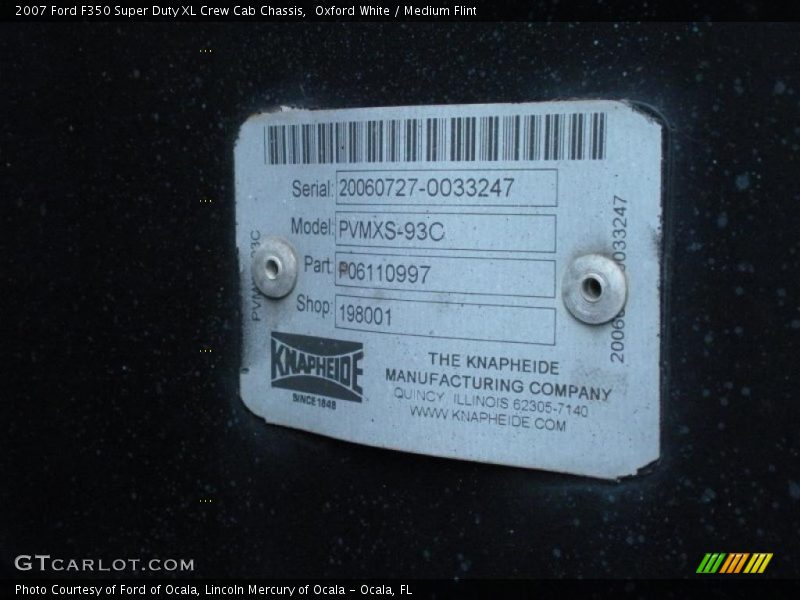 2007 Ford F350 Super Duty XL Crew Cab Chassis,  Oxford White / Medium Flint
Serial: 20060727-0033247
Model: PVMXS-93C
Part: P06110997
Shop: 198001
KNAPHEIDE
SINCE 1848
THE KNAPHEIDE
MANUFACTURING COMPANY
QUINCY, ILLINOIS 62305-7140
WWW.KNAPHEIDE.COM
GTCARLOT.COM
Photo Courtesy of Ford of Ocala, Lincoln Mercury of Ocala - Ocala, FL